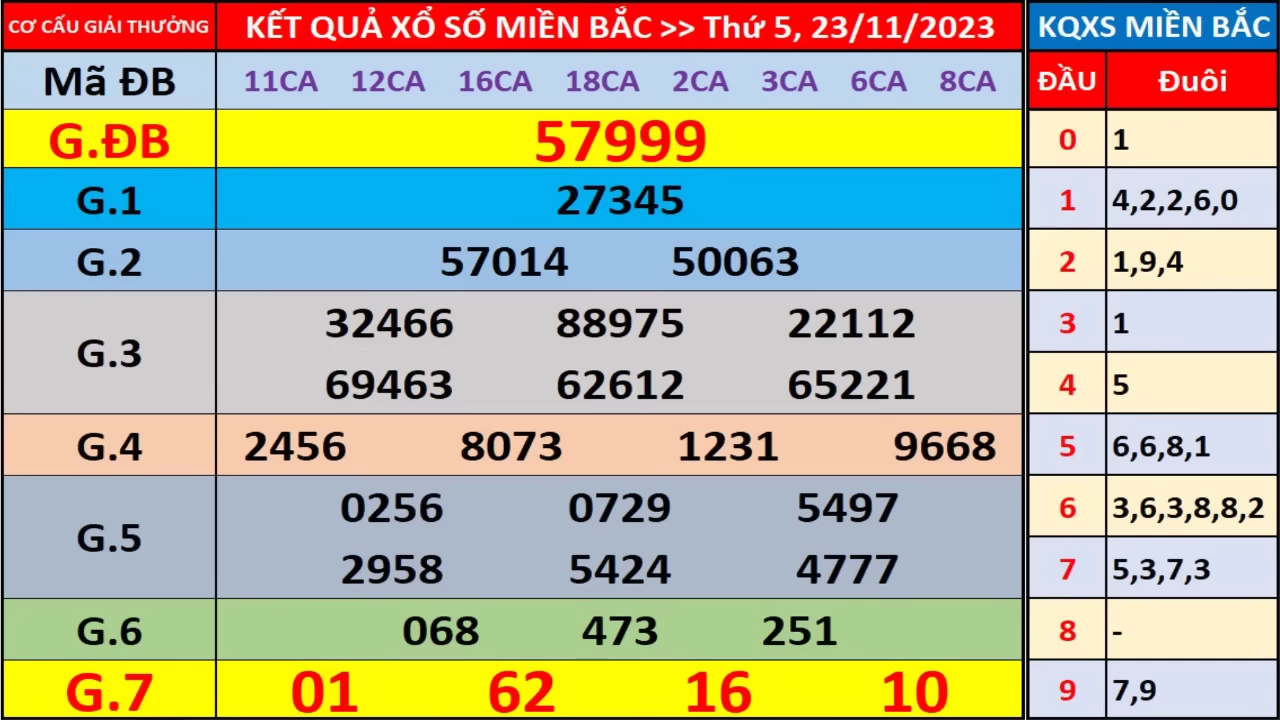 CƠ CẤU GIẢI THƯỞNG
KẾT QUẢ XỔ SỐ MIỀN BẮC >> Thứ 5, 23/11/2023
Mã ĐB 11CA 12CA 16CA 18CA 2CA 3CA 6CA 8CA
G.ĐB 57999
G.1 27345
G.2 57014 50063
G.3 32466 88975 22112
69463 62612 65221
G.4 2456 8073 1231 9668
G.5 0256 0729 5497
2958 5424 4777
G.6 068 473 251
G.7 01 62 16 10
KQXS MIỀN BẮC
ĐẦU Đuôi
0 1
1 4,2,2,6,0
2 1,9,4
3 1
4 5
5 6,6,8,1
6 3,6,3,8,8,2
7 5,3,7,3
8 -
9 7,9